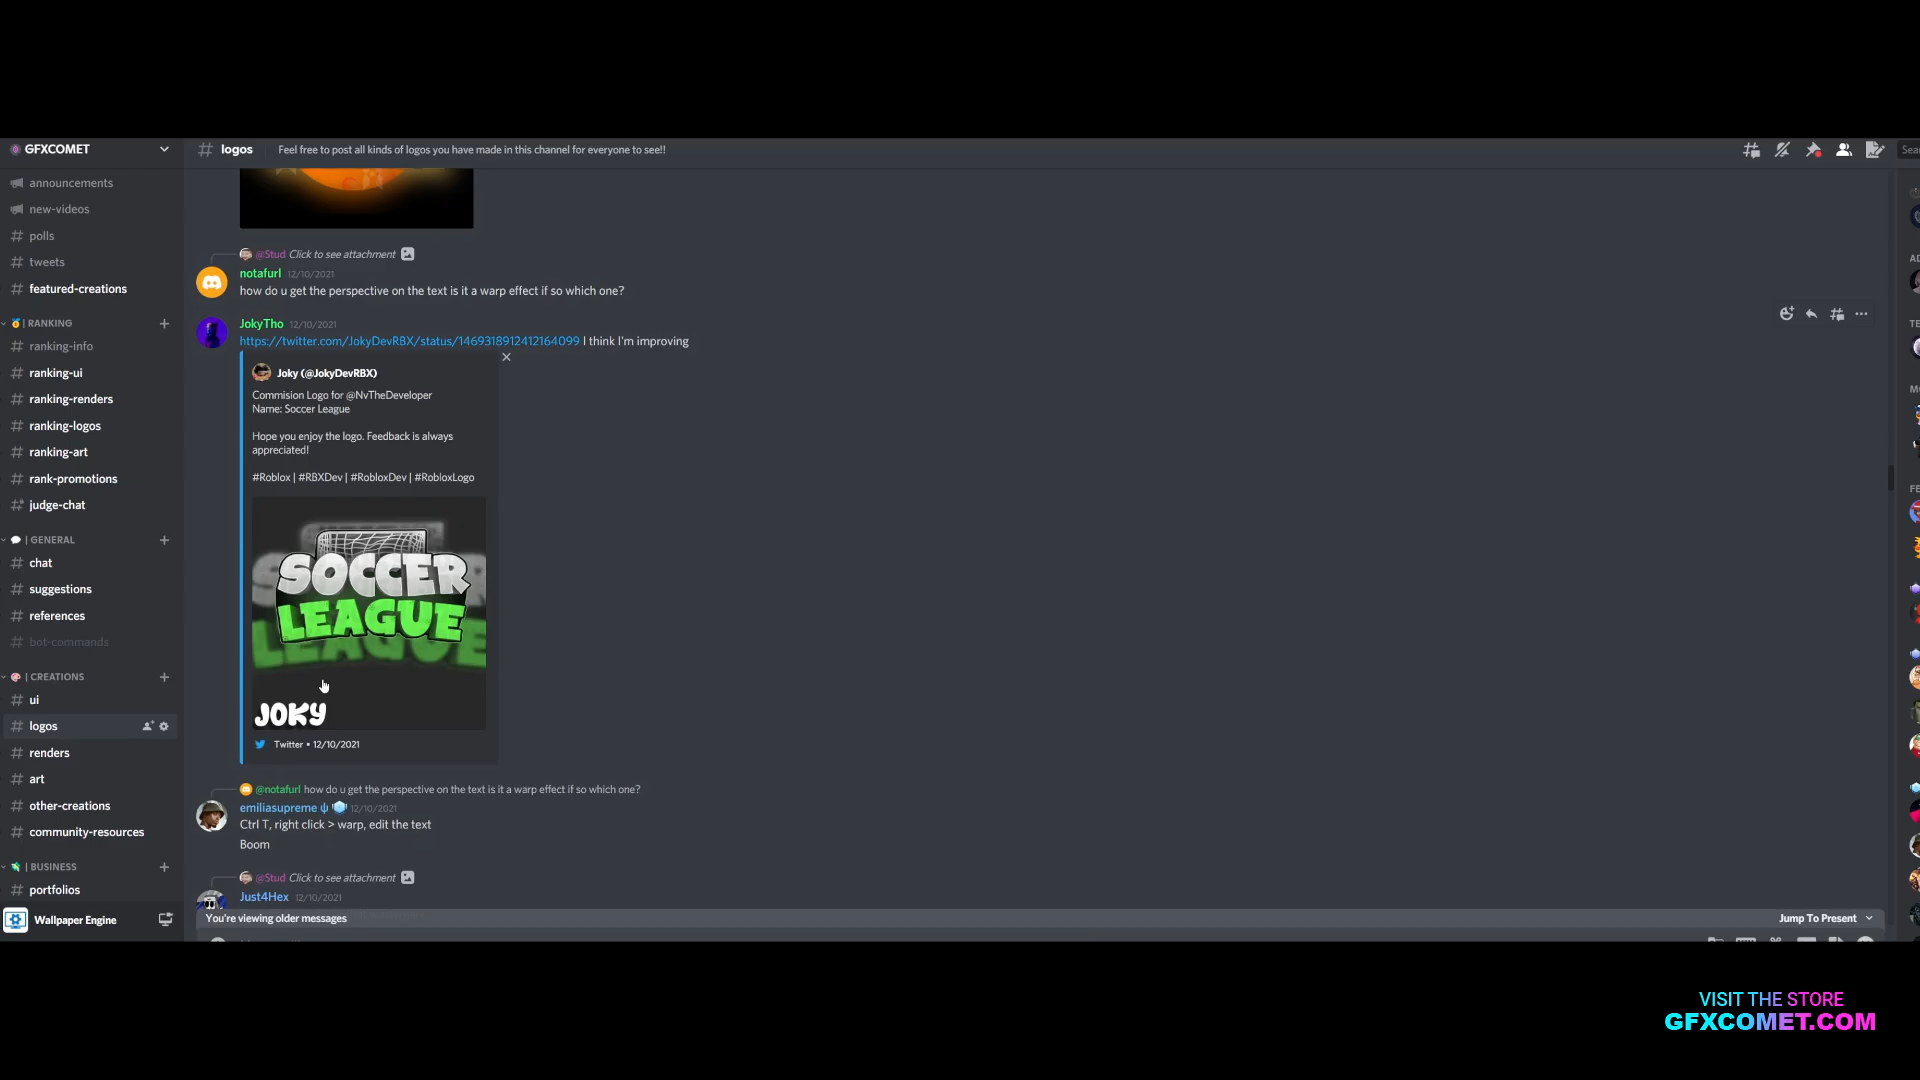 GFXCOMET
announcements
new-videos
polls
tweets
featured-creations
| RANKING
ranking-info
ranking-ui
ranking-renders
ranking-logos
ranking-art
rank-promotions
judge-chat
| GENERAL
chat
suggestions
references
bot-commands
| CREATIONS
ui
logos
renders
art
other-creations
community-resources
| BUSINESS
portfolios
Wallpaper Engine
logos
Feel free to post all kinds of logos you have made in this channel for everyone to see!!
@Stud Click to see attachment
notafurl 12/10/2021
how do u get the perspective on the text is it a warp effect if so which one?
JokyTho 12/10/2021
https://twitter.com/JokyDevRBX/status/1469318912412164099 I think I'm improving
Joky (@JokyDevRBX)
Commision Logo for @NvTheDeveloper
Name: Soccer League
Hope you enjoy the logo. Feedback is always
appreciated!
#Roblox | #RBXDev | #RobloxDev | #RobloxLogo
SOCCER
LEAGUE
JOKY
Twitter • 12/10/2021
@notafurl how do u get the perspective on the text is it a warp effect if so which one?
emiliasupreme ψ 12/10/2021
Ctrl T, right click > warp, edit the text
Boom
@Stud Click to see attachment
Just4Hex 12/10/2021
You're viewing older messages
Jump To Present
VISIT THE STORE
GFXCOMET.COM